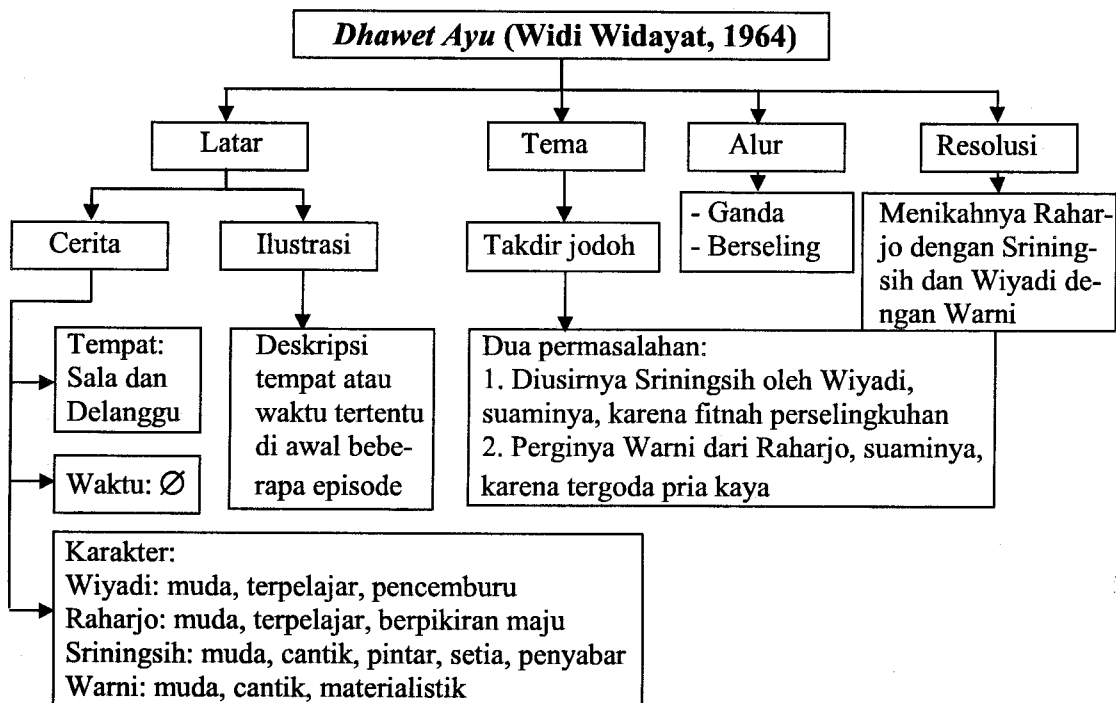 Dhawet Ayu (Widi Widayat, 1964)
Latar
Tema
Alur
Resolusi
Cerita
Ilustrasi
Takdir jodoh
- Ganda
- Berseling
Menikahnya Rahar-
jo dengan Srining-
sih dan Wiyadi de-
ngan Warni
Tempat:
Sala dan
Delanggu
Deskripsi
tempat atau
waktu tertentu
di awal bebe-
rapa episode
Dua permasalahan:
1. Diusirnya Sriningsih oleh Wiyadi,
suaminya, karena fitnah perselingkuhan
2. Perginya Warni dari Raharjo, suaminya,
karena tergoda pria kaya
Waktu: Ø
Karakter:
Wiyadi: muda, terpelajar, pencemburu
Raharjo: muda, terpelajar, berpikiran maju
Sriningsih: muda, cantik, pintar, setia, penyabar
Warni: muda, cantik, materialistik